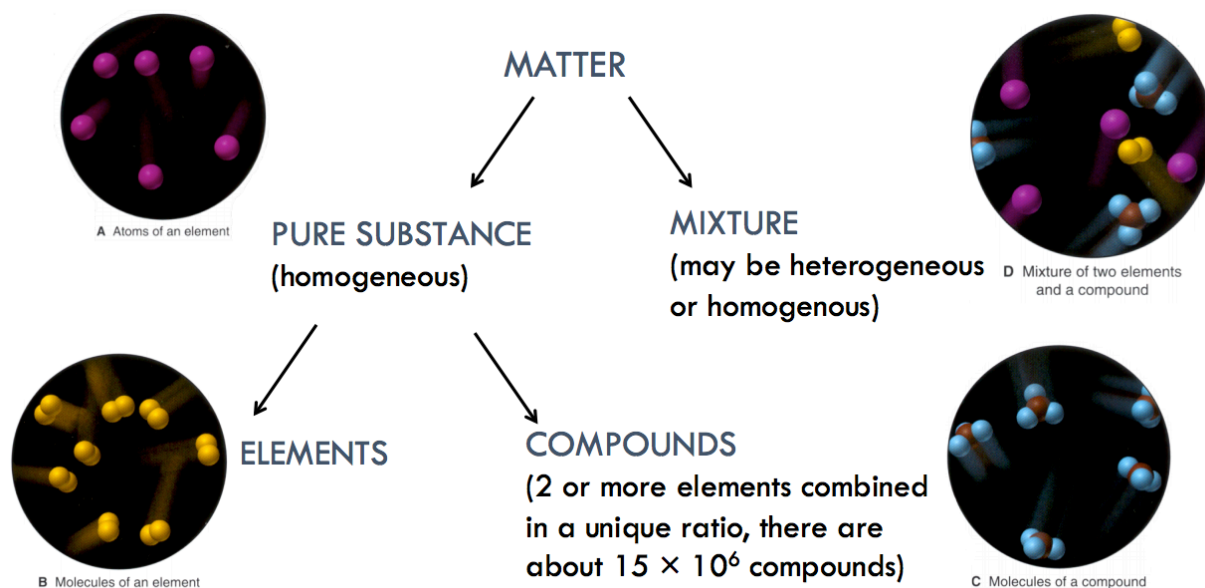 MATTER
A Atoms of an element
PURE SUBSTANCE
(homogeneous)
MIXTURE
(may be heterogeneous
or homogenous)
D Mixture of two elements
and a compound
ELEMENTS
COMPOUNDS
(2 or more elements combined
in a unique ratio, there are
about 15 × 10⁶ compounds)
B Molecules of an element
C Molecules of a compound